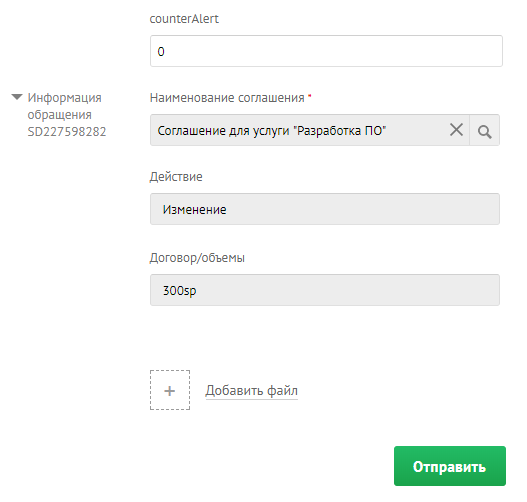 counterAlert
0
Информация
обращения
SD227598282
Наименование соглашения *
Соглашение для услуги "Разработка ПО"
Действие
Изменение
Договор/объемы
300sp
+
Добавить файл
Отправить